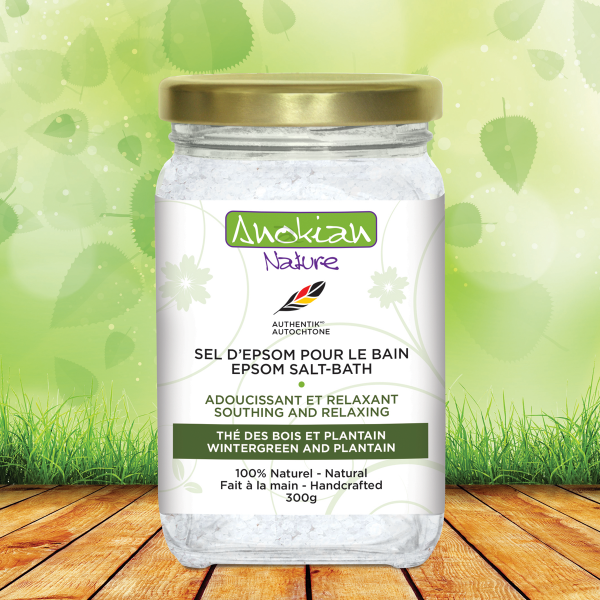 Anokian
Nature
AUTHENTIK™
AUTOCHTONE
SEL D'EPSOM POUR LE BAIN
EPSOM SALT-BATH
•
ADOUCISSANT ET RELAXANT
SOUTHING AND RELAXING
THÉ DES BOIS ET PLANTAIN
WINTERGREEN AND PLANTAIN
100% Naturel - Natural
Fait à la main - Handcrafted
300g